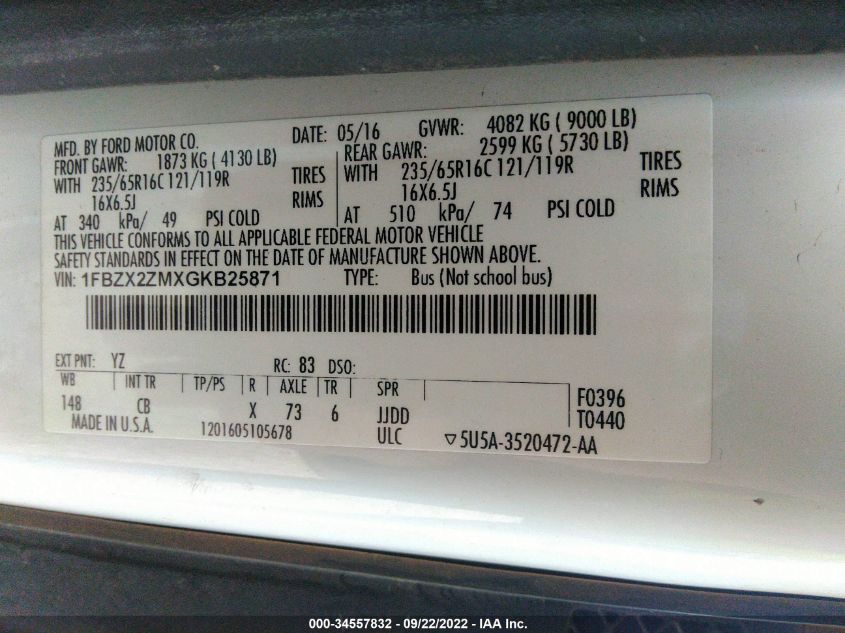 MFD. BY FORD MOTOR CO. DATE: 05/16 GVWR: 4082 KG ( 9000 LB)
FRONT GAWR: 1873 KG ( 4130 LB) REAR GAWR: 2599 KG ( 5730 LB)
WITH 235/65R16C 121/119R TIRES WITH 235/65R16C 121/119R TIRES
16X6.5J RIMS 16X6.5J RIMS
AT 340 kPa/ 49 PSI COLD AT 510 kPa/ 74 PSI COLD
THIS VEHICLE CONFORMS TO ALL APPLICABLE FEDERAL MOTOR VEHICLE
SAFETY STANDARDS IN EFFECT ON THE DATE OF MANUFACTURE SHOWN ABOVE.
VIN: 1FBZX2ZMXGKB25871 TYPE: Bus (Not school bus)
EXT PNT: YZ RC: 83 DSO:
WB INT TR TP/PS R AXLE TR SPR
148 CB X 73 6 JJDD F0396
MADE IN U.S.A. 1201605105678 ULC T0440
▽5U5A-3520472-AA
000-34557832 - 09/22/2022 - IAA Inc.